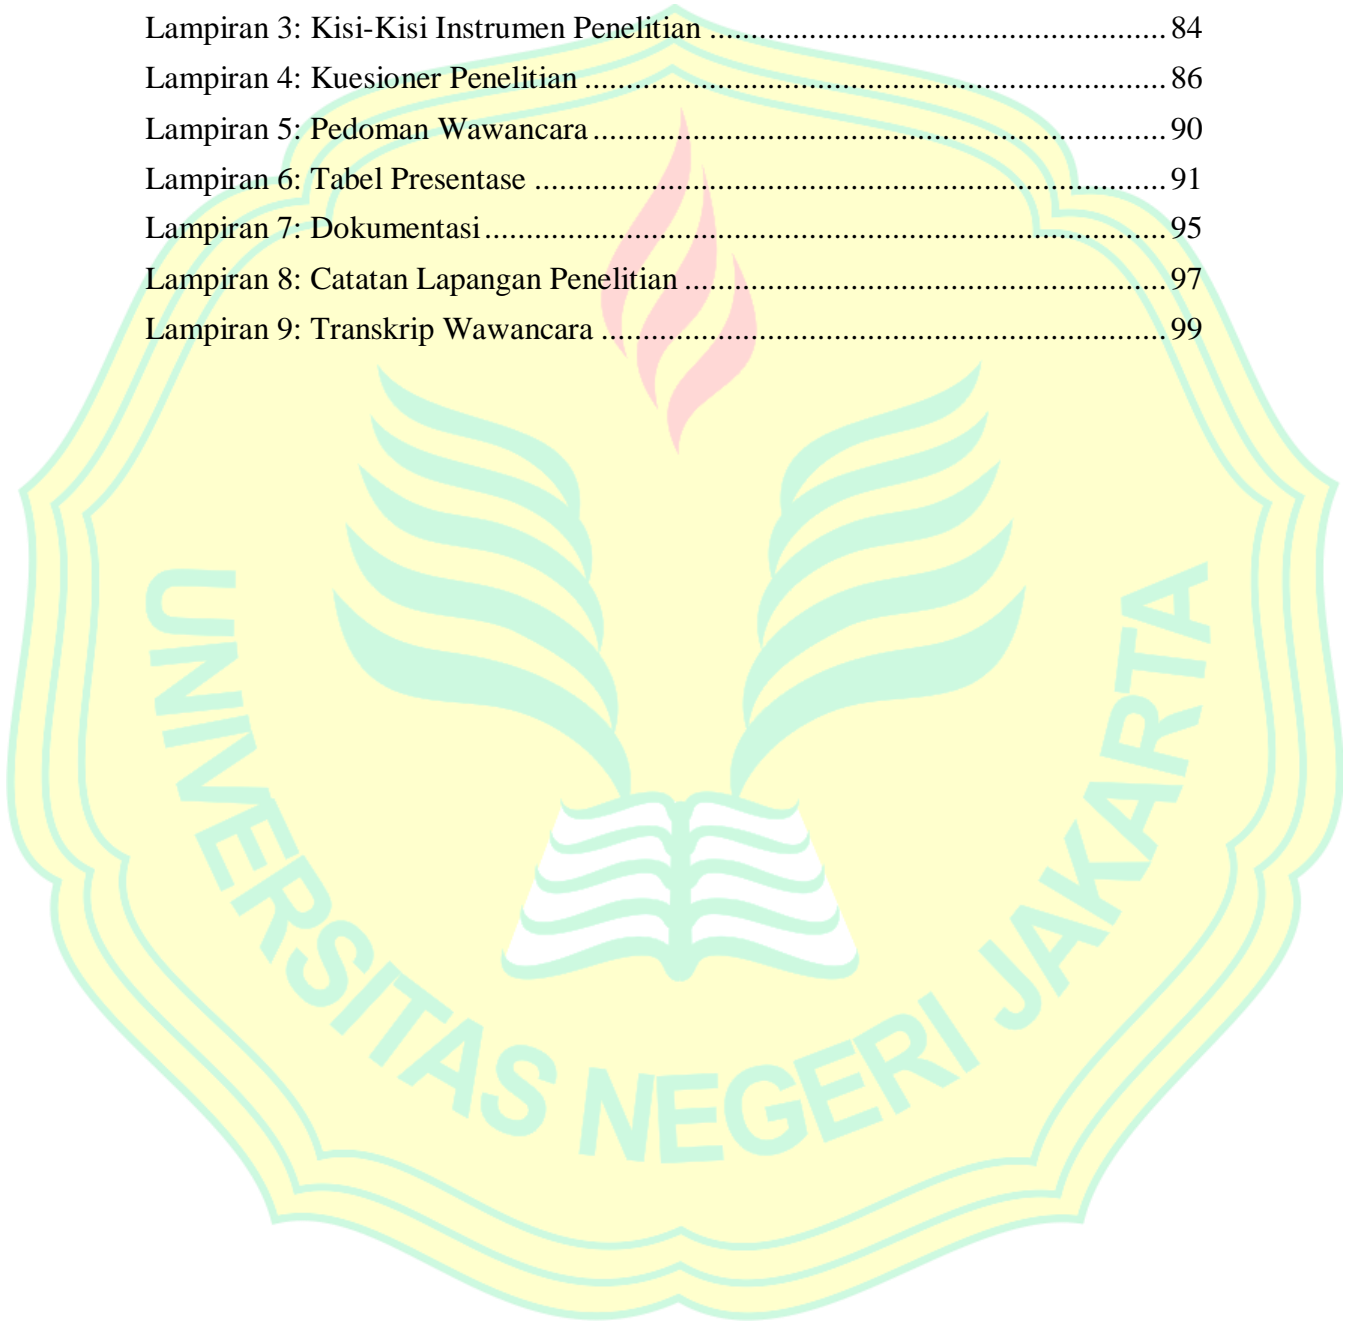 Lampiran 3: Kisi-Kisi Instrumen Penelitian ....................................................... 84
Lampiran 4: Kuesioner Penelitian ...................................................................... 86
Lampiran 5: Pedoman Wawancara ..................................................................... 90
Lampiran 6: Tabel Presentase ............................................................................ 91
Lampiran 7: Dokumentasi .................................................................................. 95
Lampiran 8: Catatan Lapangan Penelitian .......................................................... 97
Lampiran 9: Transkrip Wawancara .................................................................... 99
UNIVERSITAS NEGERI JAKARTA